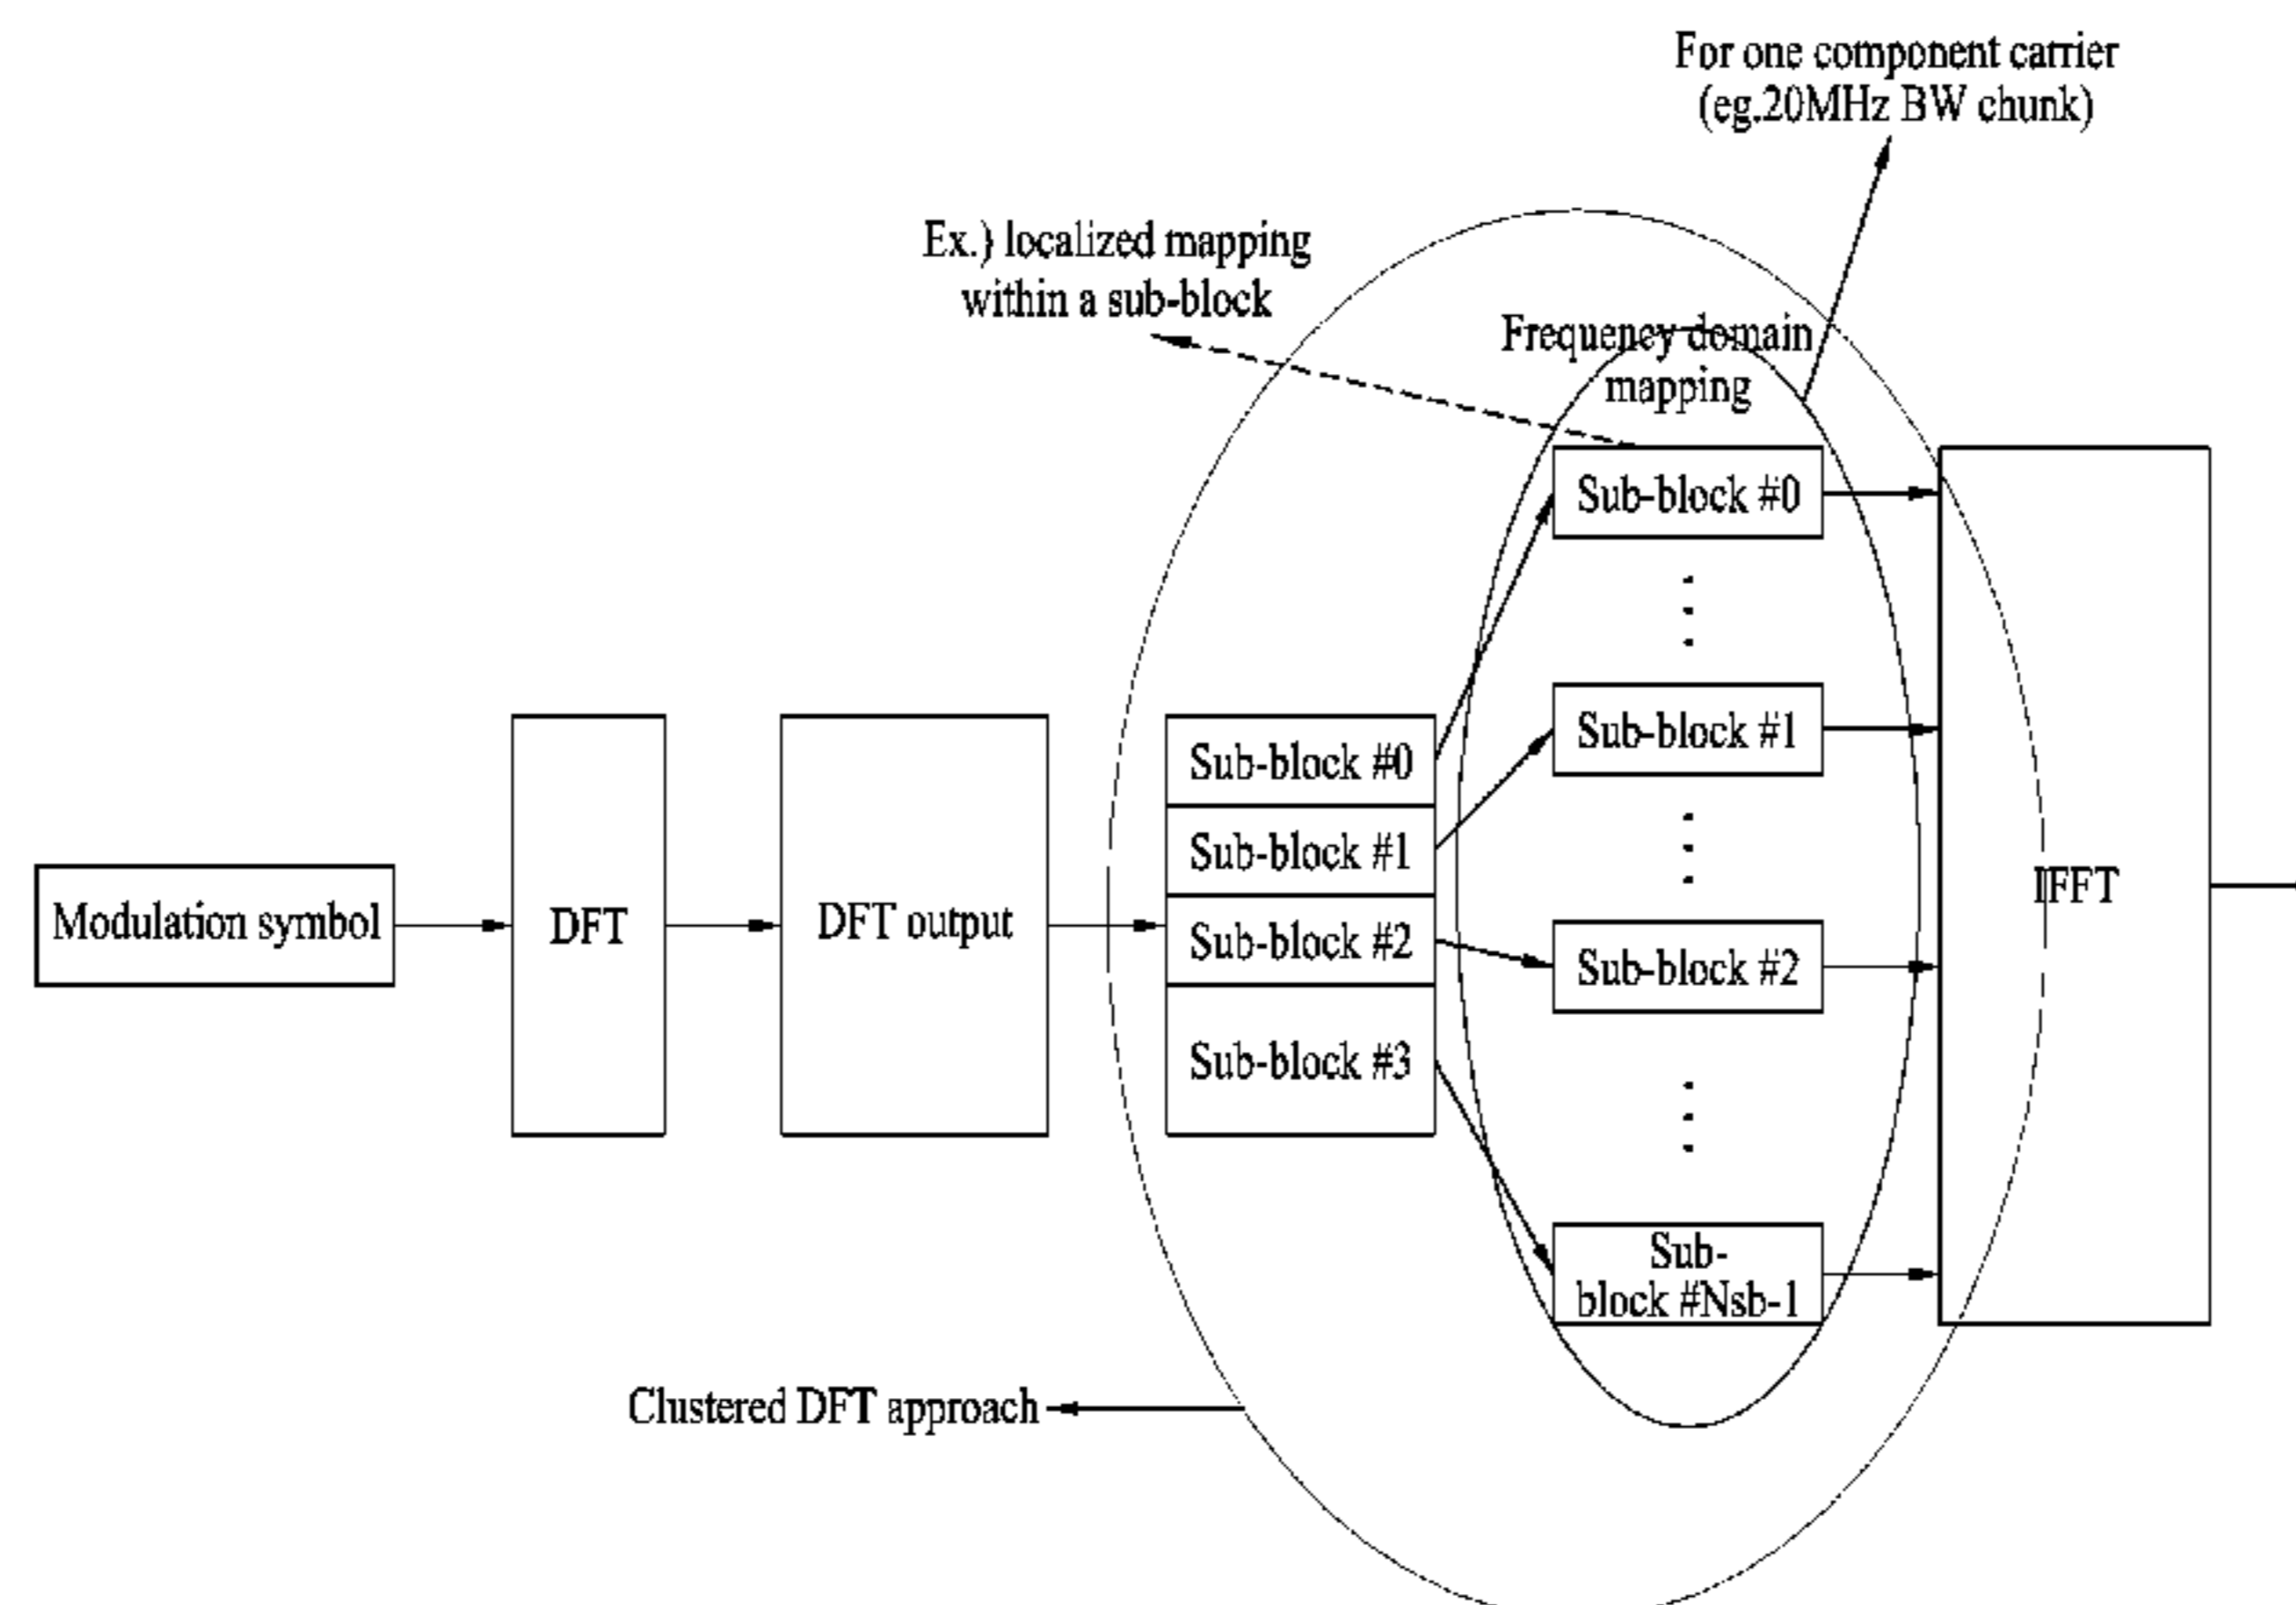 For one component carrier
(eg.20MHz BW chunk)
Ex.) localized mapping
within a sub-block
Frequency domain
mapping
Sub-block #0
Sub-block #1
Sub-block #0
Sub-block #1
Sub-block #2
Sub-block #3
Modulation symbol
DFT
DFT output
Sub-block #2
IFFT
Sub-
block #Nsb-1
Clustered DFT approach